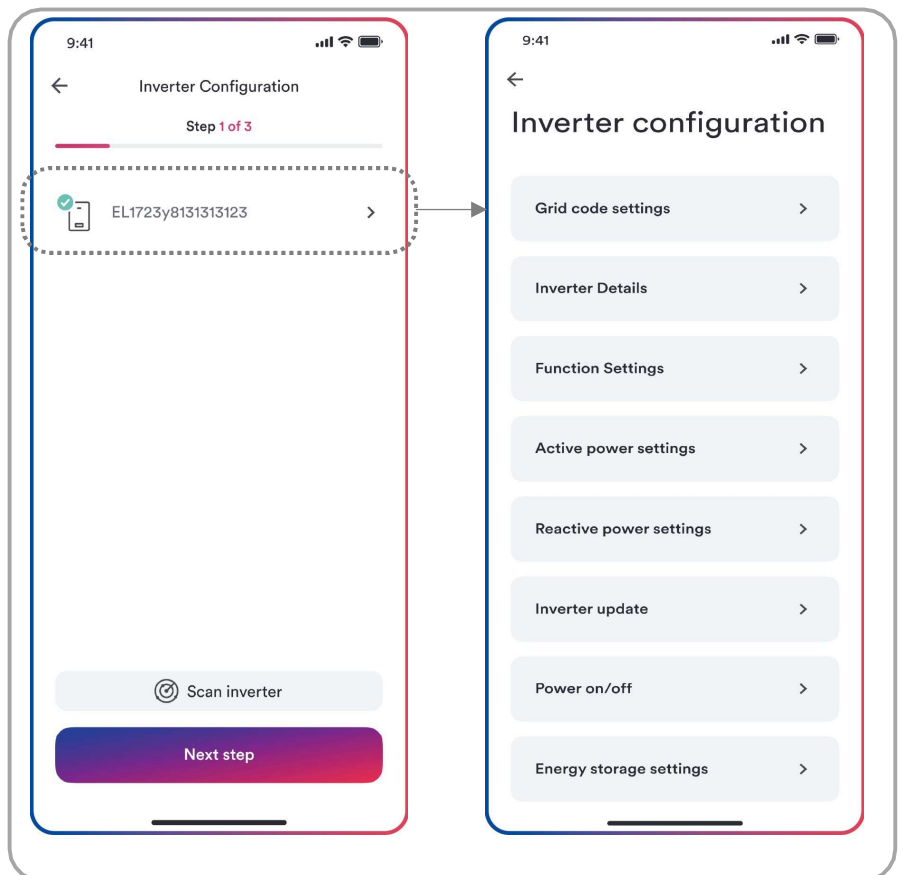 9:41
Inverter Configuration
Step 1 of 3
EL1723y8131313123
Scan inverter
Next step
9:41
Inverter configuration
Grid code settings
Inverter Details
Function Settings
Active power settings
Reactive power settings
Inverter update
Power on/off
Energy storage settings